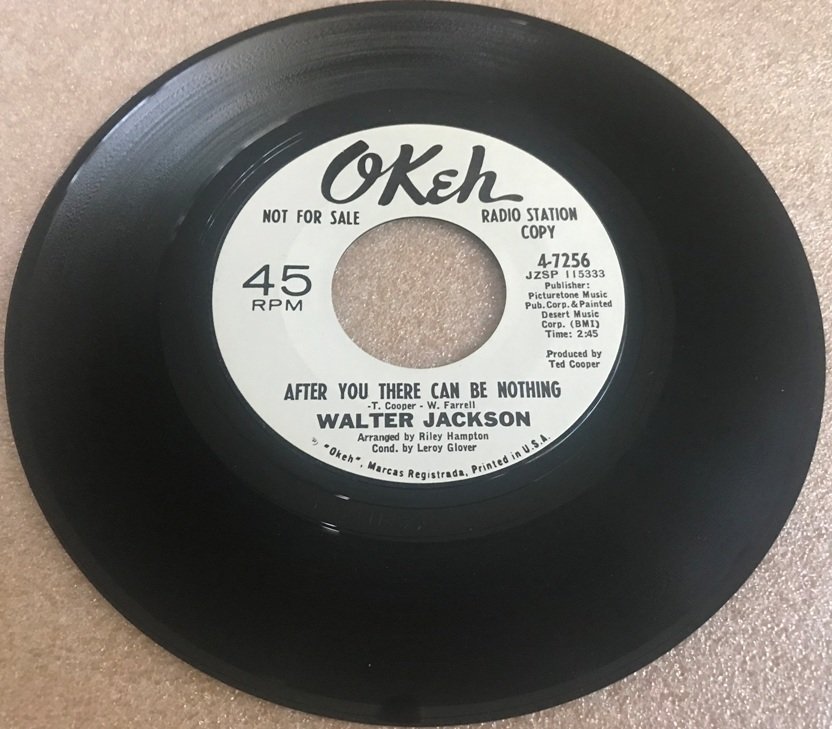 OKeh
NOT FOR SALE
RADIO STATION
COPY
45
RPM
4-7256
JZSP 115333
Publisher:
Picturetone Music
Pub. Corp. & Painted
Desert Music
Corp. (BMI)
Time: 2:45
Produced by
Ted Cooper
AFTER YOU THERE CAN BE NOTHING
-T. Cooper - W. Farrell
WALTER JACKSON
Arranged by Riley Hampton
Cond. by Leroy Glover
"Okeh", Marcas Registrada, Printed in U.S.A.